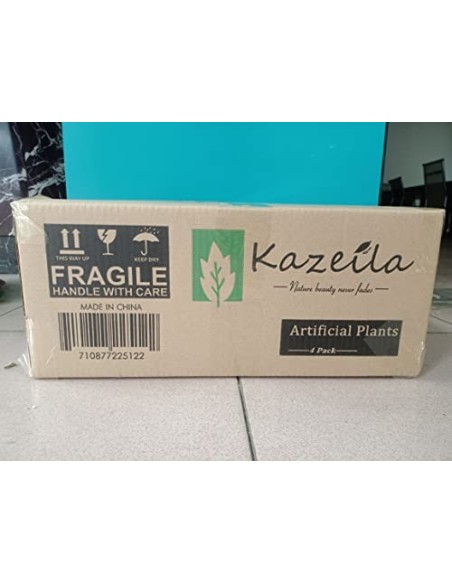 THIS WAY UP
KEEP DRY
FRAGILE
HANDLE WITH CARE
MADE IN CHINA
710877225122
Kazeila
Nature beauty never fades
Artificial Plants
4 Pack